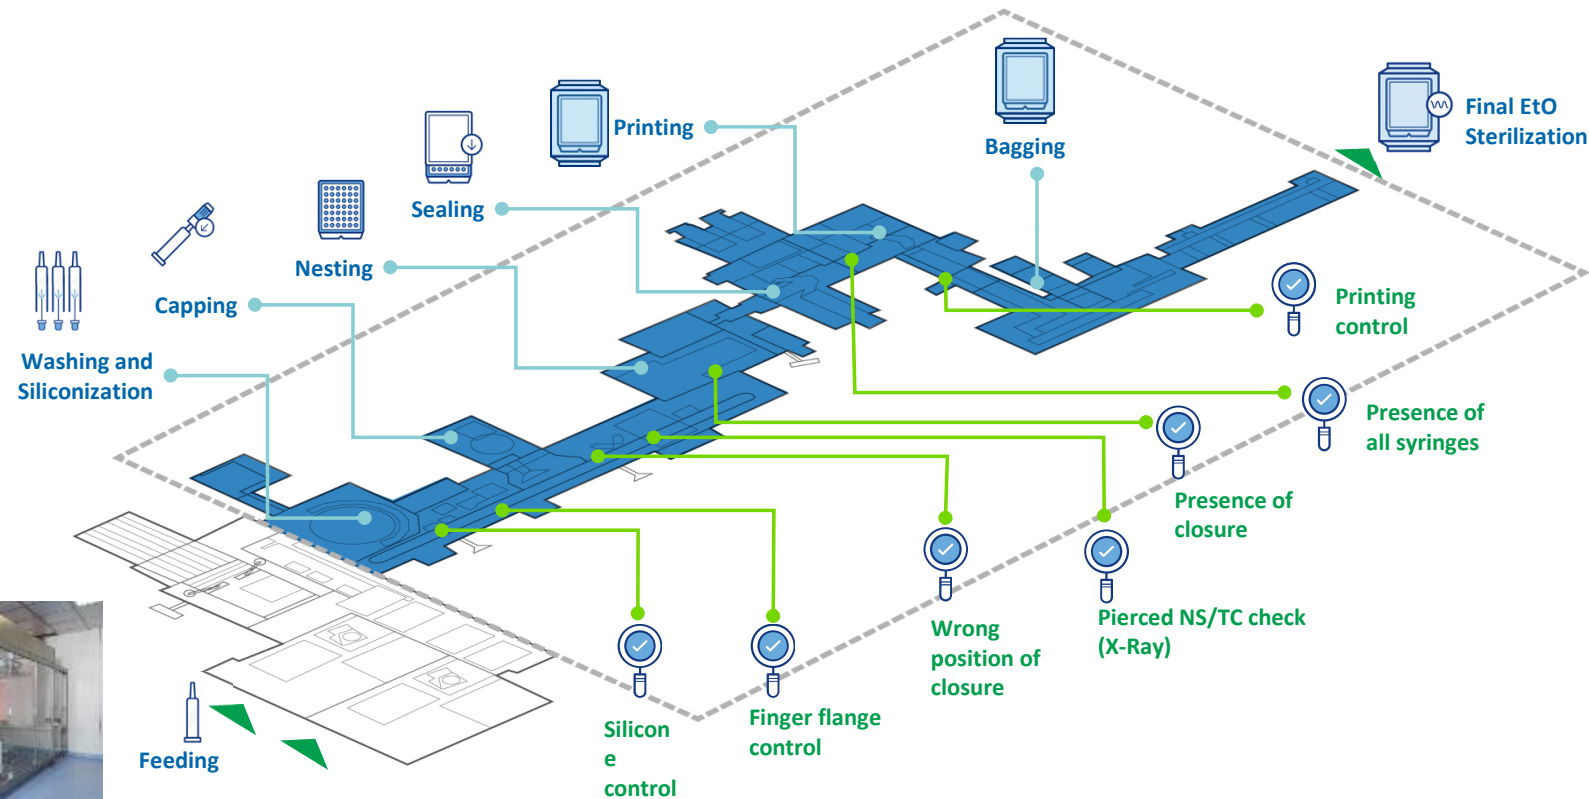 Final EtO
Sterilization
Printing
Bagging
Sealing
Nesting
Capping
Washing and
Siliconization
Printing
control
Presence of
all syringes
Presence of
closure
Pierced NS/TC check
(X-Ray)
Wrong
position of
closure
Finger flange
control
Silicon
e
control
Feeding